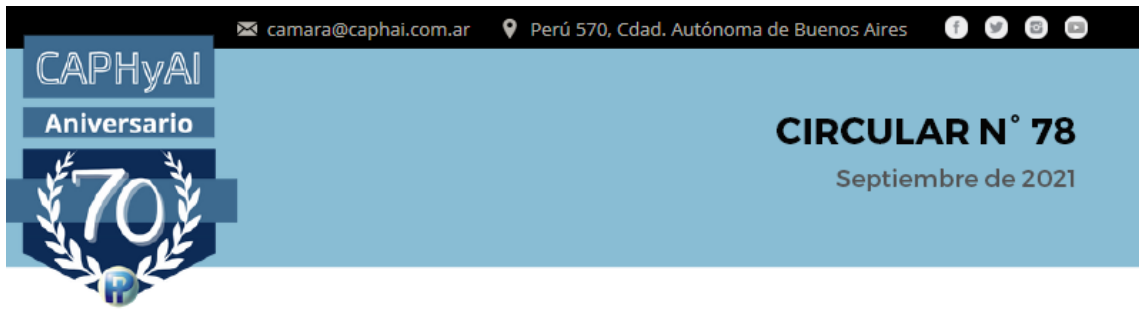 camara@caphai.com.ar Perú 570, Cdad. Autónoma de Buenos Aires
CAPHyAI
Aniversario
70
CIRCULAR N° 78
Septiembre de 2021